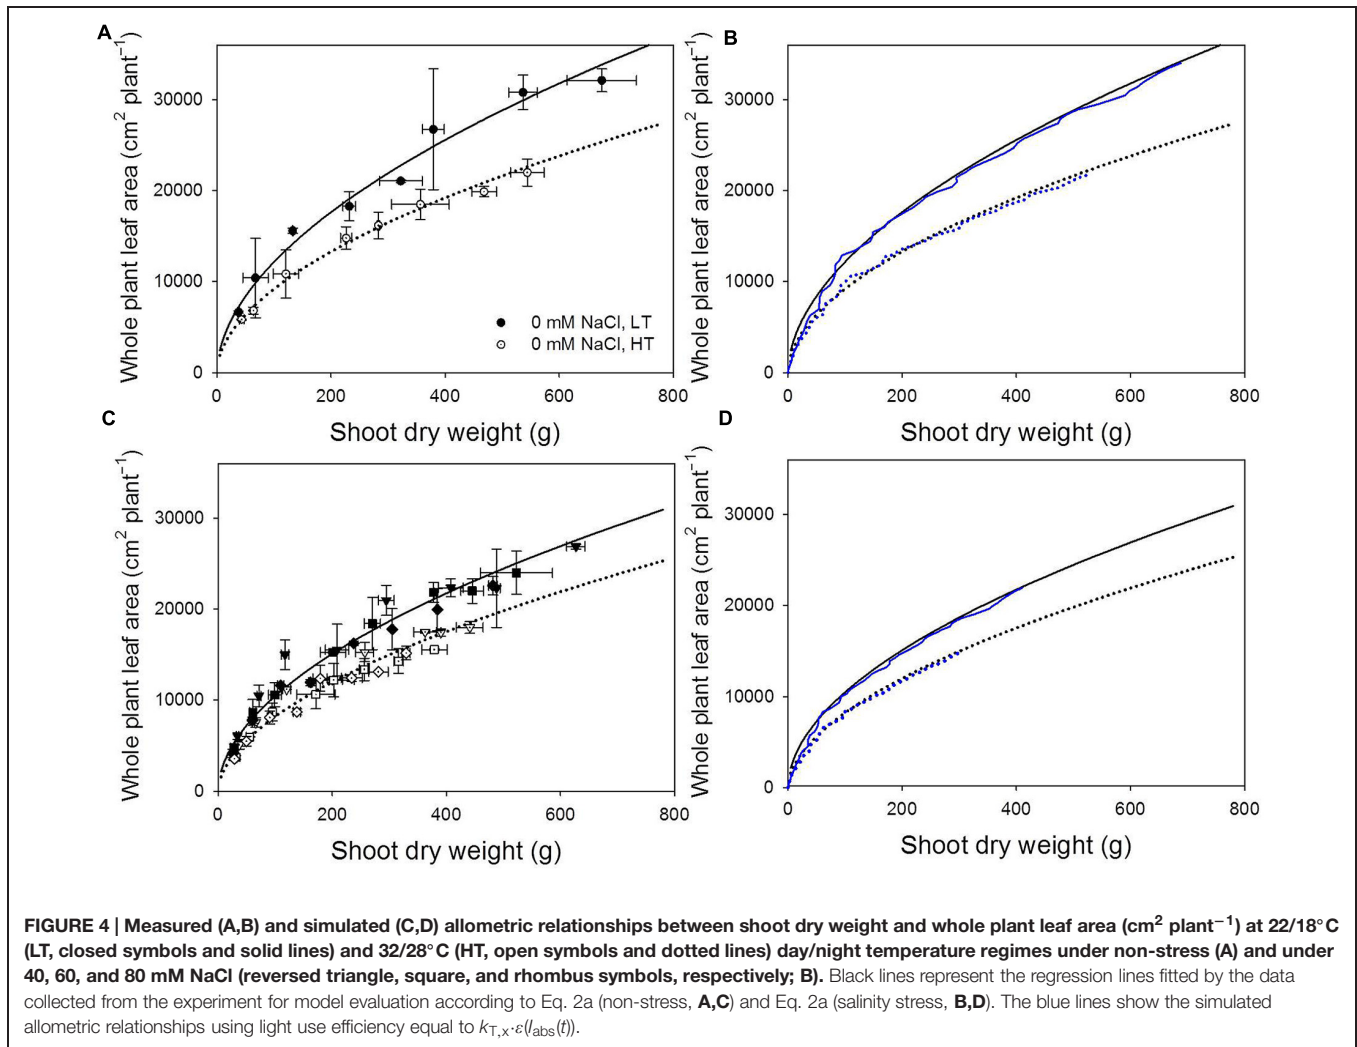 A
Whole plant leaf area (cm² plant⁻¹)
30000
20000
10000
0
0 200 400 600 800
Shoot dry weight (g)
0 mM NaCl, LT
0 mM NaCl, HT
B
Whole plant leaf area (cm² plant⁻¹)
30000
20000
10000
0
0 200 400 600 800
Shoot dry weight (g)
C
Whole plant leaf area (cm² plant⁻¹)
30000
20000
10000
0
0 200 400 600 800
Shoot dry weight (g)
D
Whole plant leaf area (cm² plant⁻¹)
30000
20000
10000
0
0 200 400 600 800
Shoot dry weight (g)
FIGURE 4 | Measured (A,B) and simulated (C,D) allometric relationships between shoot dry weight and whole plant leaf area (cm² plant⁻¹) at 22/18°C
(LT, closed symbols and solid lines) and 32/28°C (HT, open symbols and dotted lines) day/night temperature regimes under non-stress (A) and under
40, 60, and 80 mM NaCl (reversed triangle, square, and rhombus symbols, respectively; B). Black lines represent the regression lines fitted by the data
collected from the experiment for model evaluation according to Eq. 2a (non-stress, A,C) and Eq. 2a (salinity stress, B,D). The blue lines show the simulated
allometric relationships using light use efficiency equal to k_T,x·ε(I_abs(t)).